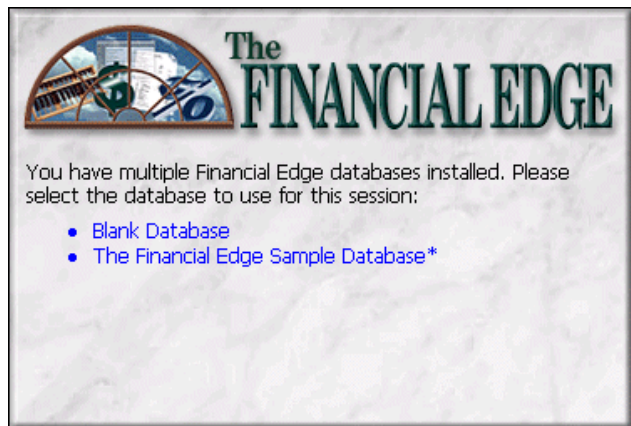 The
FINANCIAL EDGE
You have multiple Financial Edge databases installed. Please
select the database to use for this session:
• Blank Database
• The Financial Edge Sample Database*